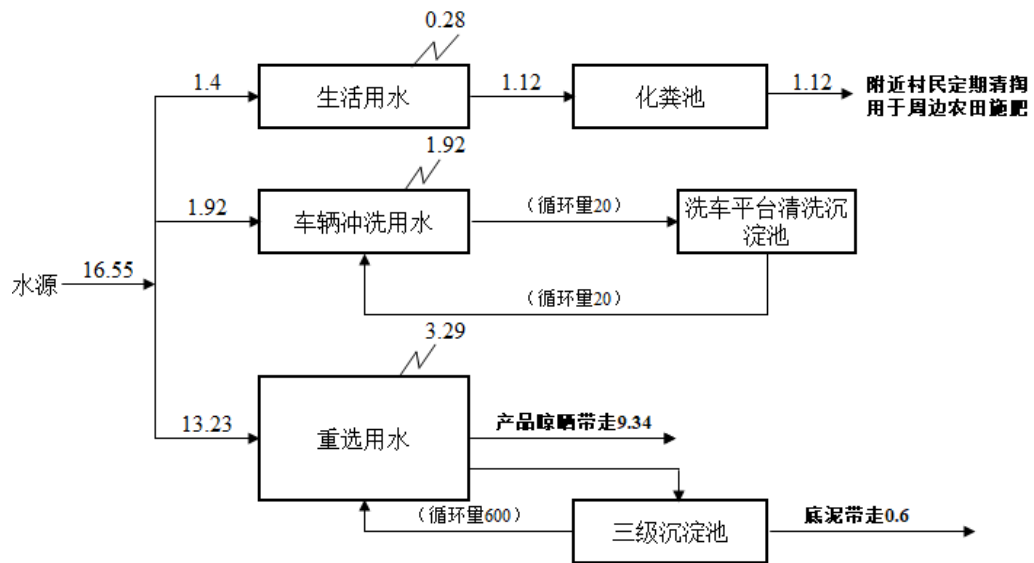 0.28
1.4
生活用水
1.12
化粪池
1.12
附近村民定期清掏
用于周边农田施肥
1.92
1.92
车辆冲洗用水
（循环量20）
洗车平台清洗沉
淀池
水源
16.55
（循环量20）
3.29
13.23
重选用水
产品晾晒带走9.34
（循环量600）
三级沉淀池
底泥带走0.6